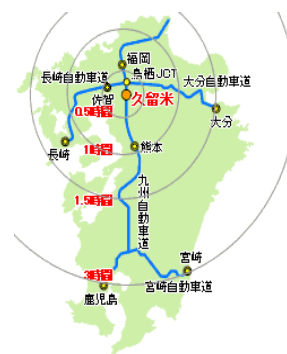 福岡
鳥栖JCT
長崎自動車道
大分自動車道
佐賀
久留米
0.5時間
大分
長崎
1時間
熊本
1.5時間
九州自動車道
宮崎
3時間
宮崎自動車道
鹿児島